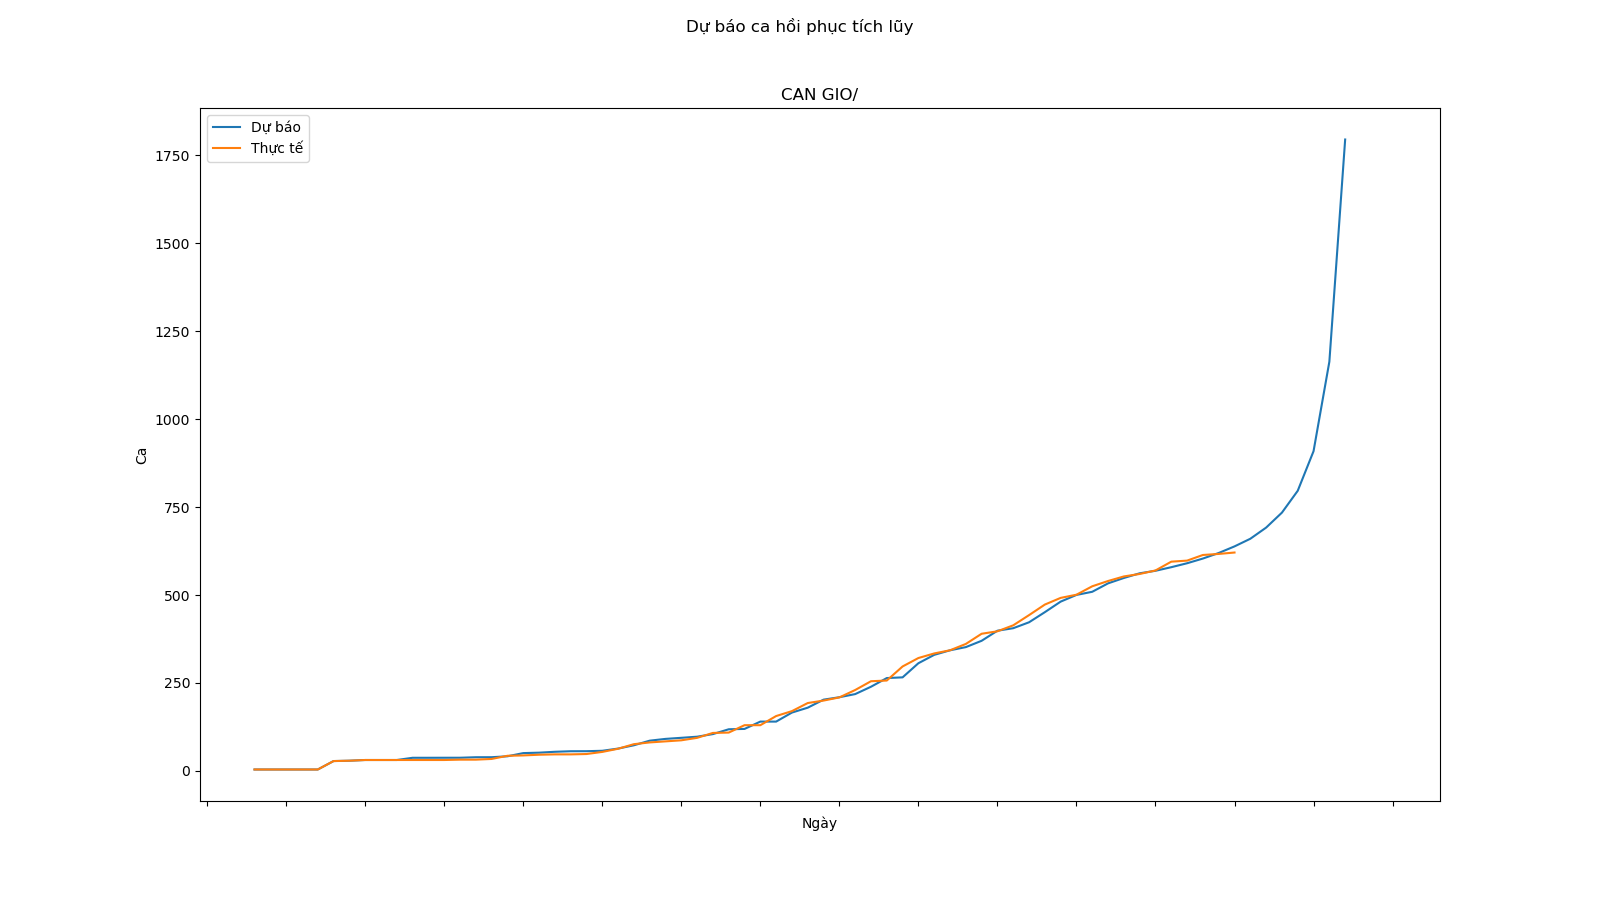 Dự báo ca hồi phục tích lũy
CAN GIO/
Dự báo
Thực tế
1750
1500
1250
1000
750
500
250
0
Ca
Ngày